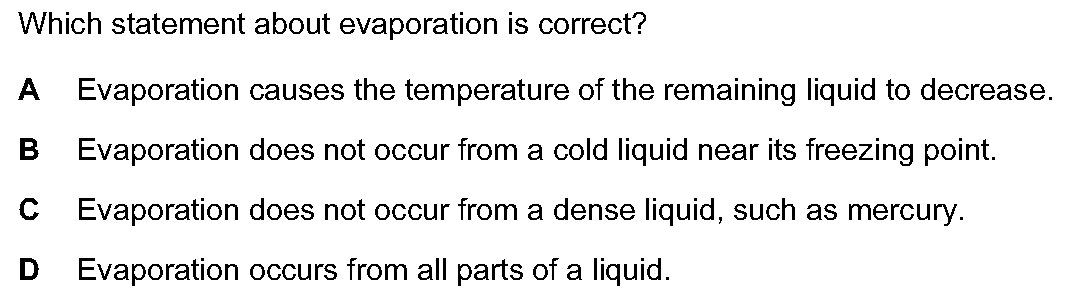 Which statement about evaporation is correct?
A Evaporation causes the temperature of the remaining liquid to decrease.
B Evaporation does not occur from a cold liquid near its freezing point.
C Evaporation does not occur from a dense liquid, such as mercury.
D Evaporation occurs from all parts of a liquid.